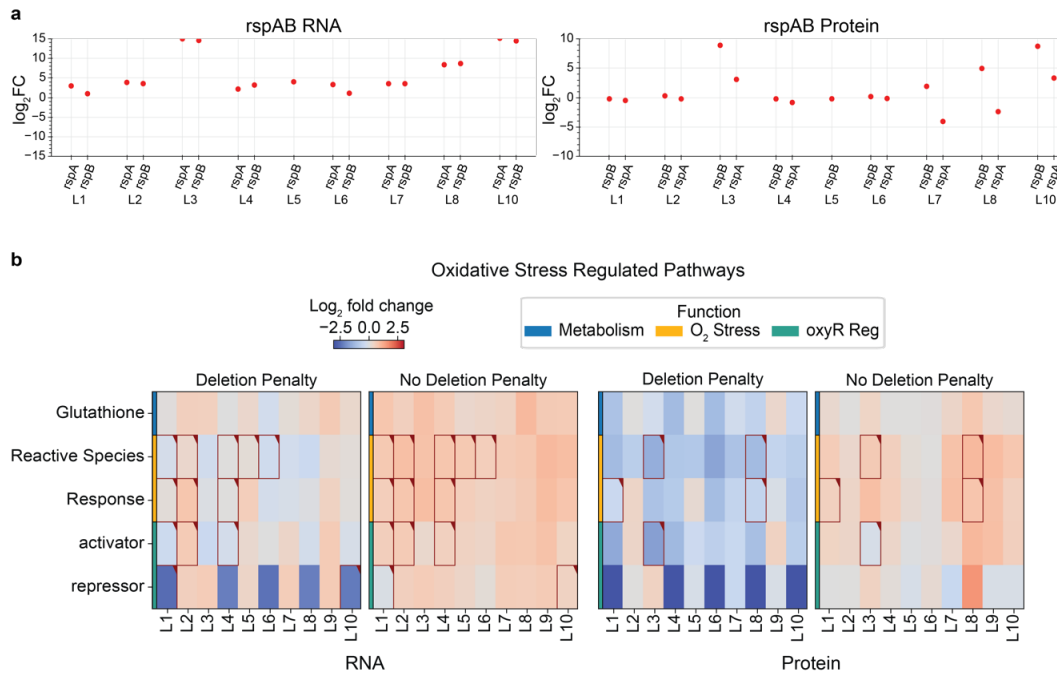 a
rspAB RNA
rspAB Protein
log2FC
15
10
5
0
−5
−10
−15
rspA rspB rspA rspB rspA rspB rspA rspB rspB rspA rspB rspA rspB rspA rspB rspA rspB
L1 L2 L3 L4 L5 L6 L7 L8 L10
log2FC
10
5
0
−5
−10
rspB rspA rspB rspA rspB rspA rspB rspA rspB rspB rspA rspB rspA rspB rspA rspB rspA
L1 L2 L3 L4 L5 L6 L7 L8 L10
b
Oxidative Stress Regulated Pathways
Log2 fold change
−2.5 0.0 2.5
Function
Metabolism O2 Stress oxyR Reg
Deletion Penalty No Deletion Penalty Deletion Penalty No Deletion Penalty
Glutathione
Reactive Species
Response
activator
repressor
L1 L2 L3 L4 L5 L6 L7 L8 L9 L10 L1 L2 L3 L4 L5 L6 L7 L8 L9 L10 L1 L2 L3 L4 L5 L6 L7 L8 L9 L10 L1 L2 L3 L4 L5 L6 L7 L8 L9 L10
RNA Protein